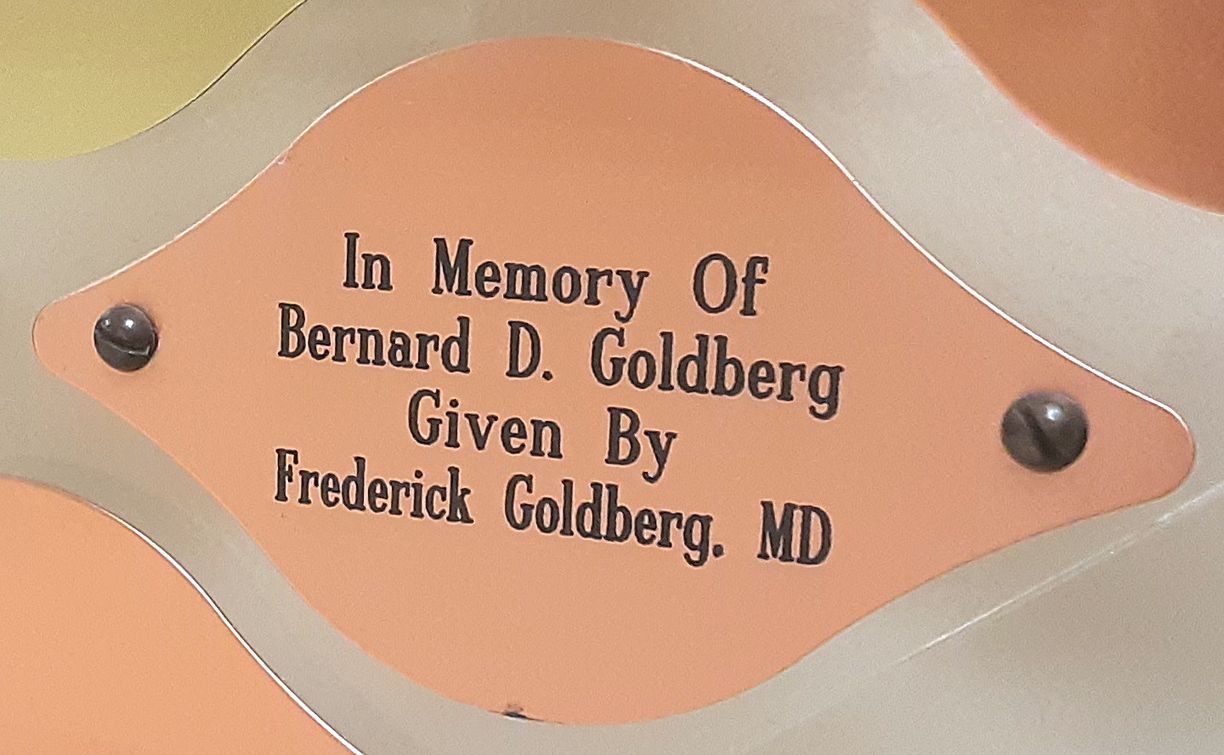 In Memory Of
Bernard D. Goldberg
Given By
Frederick Goldberg. MD